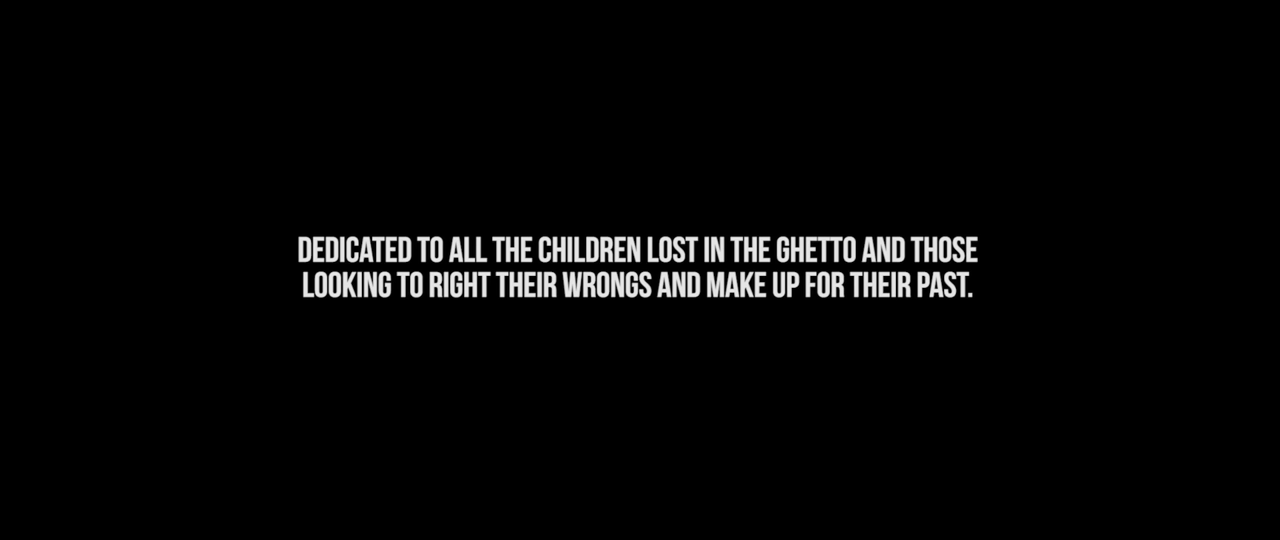 DEDICATED TO ALL THE CHILDREN LOST IN THE GHETTO AND THOSE
LOOKING TO RIGHT THEIR WRONGS AND MAKE UP FOR THEIR PAST.